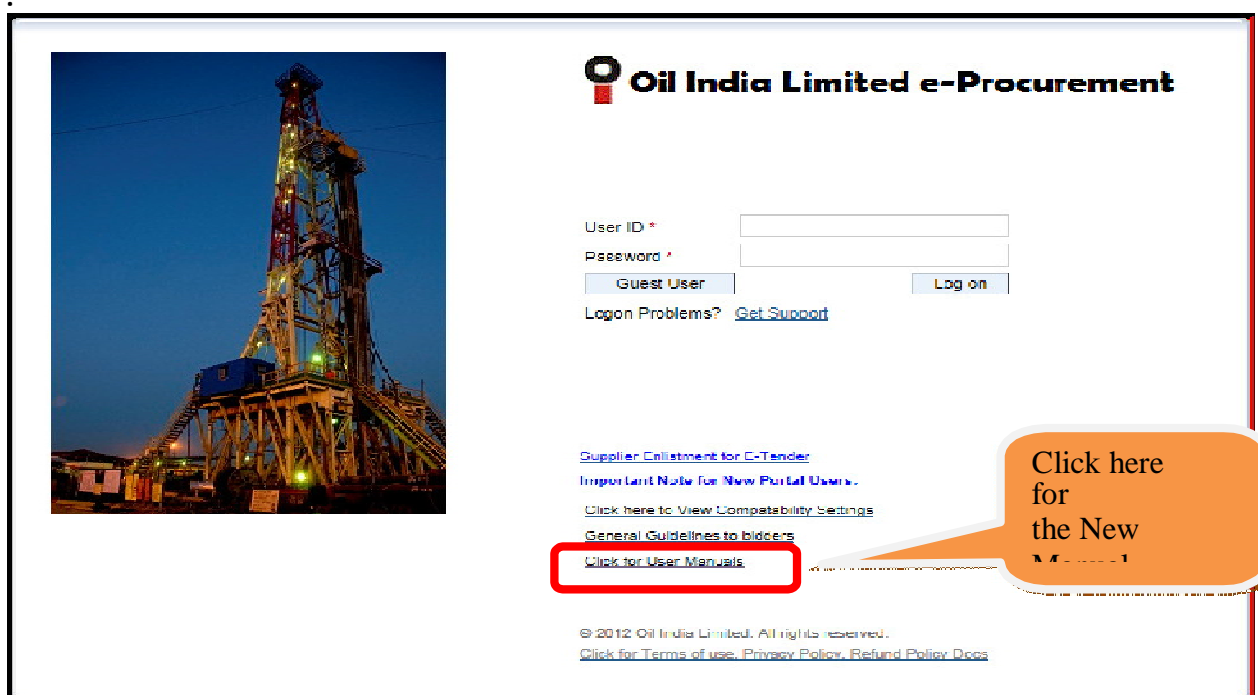 Oil India Limited e-Procurement
User ID *
Password *
Guest User Log on
Logon Problems? Get Support
Supplier Enlistment for E-Tender
Important Note for New Portal Users.
Click here to View Compatability Settings
General Guidelines to bidders
Click for User Manuals
Click here
for
the New
Manual
© 2012 Oil India Limited. All rights reserved.
Click for Terms of use, Privacy Policy, Refund Policy Docs